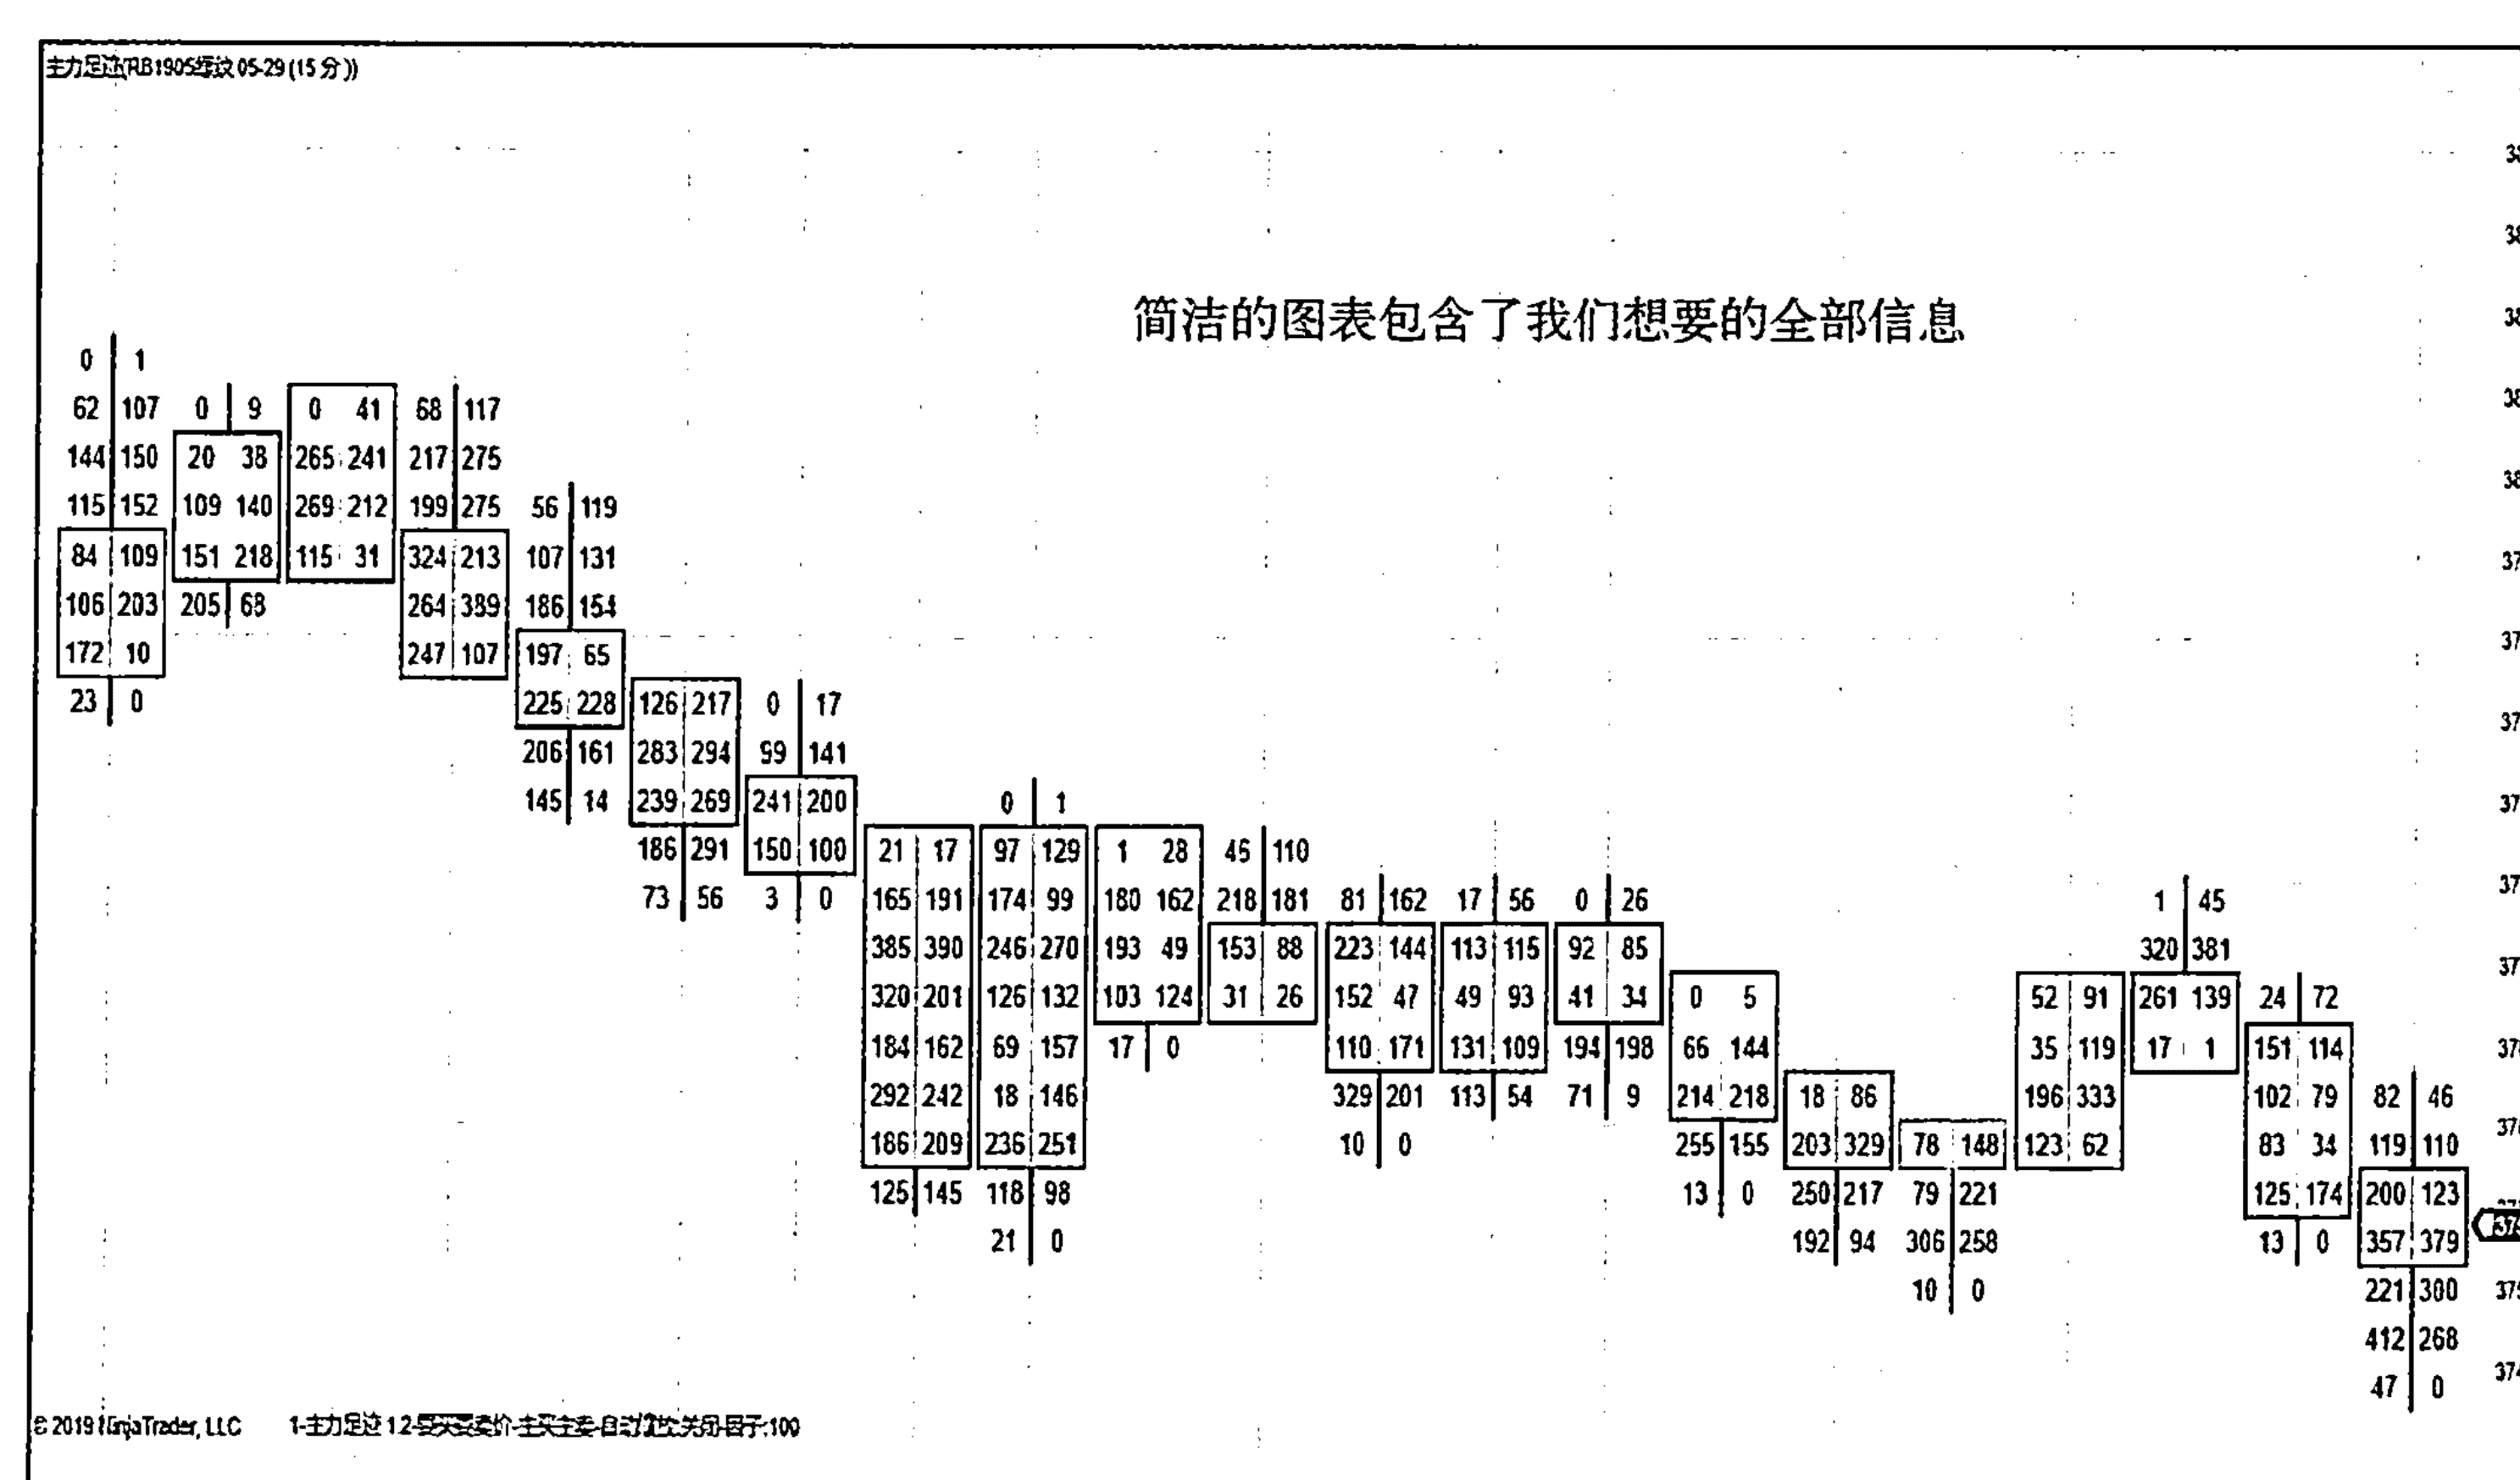 主力足迹(RB1905螺纹 05-29 (15 分))
简洁的图表包含了我们想要的全部信息
0 1
62 107 0 9 0 41 68 117
144 150 20 38 265 241 217 275
115 152 109 140 269 212 199 275 56 119
84 109 151 218 115 31 324 213 107 131
106 203 205 68 264 389 186 154
172 10 247 107 197 65
23 0 225 228 126 217 0 17
206 161 283 294 99 141
145 14 239 269 241 200 0 1
186 291 150 100 21 17 97 129 1 28 45 110
73 56 3 0 165 191 174 99 180 162 218 181 81 162 17 56 0 26 1 45
385 390 246 270 193 49 153 88 223 144 113 115 92 85 320 381
320 201 126 132 103 124 31 26 152 47 49 93 41 34 0 5 52 91 261 139 24 72
184 162 69 157 17 0 110 171 131 109 194 198 66 144 35 119 17 1 151 114
292 242 18 146 329 201 113 54 71 9 214 218 18 86 196 333 102 79 82 46
186 209 236 251 10 0 255 155 203 329 78 148 123 62 83 34 119 110
125 145 118 98 13 0 250 217 79 221 125 174 200 123
21 0 192 94 306 258 13 0 357 379
10 0 221 300
412 268
47 0
© 2019 NinjaTrader, LLC 1-主力足迹 1.2- 关闭-因子:100